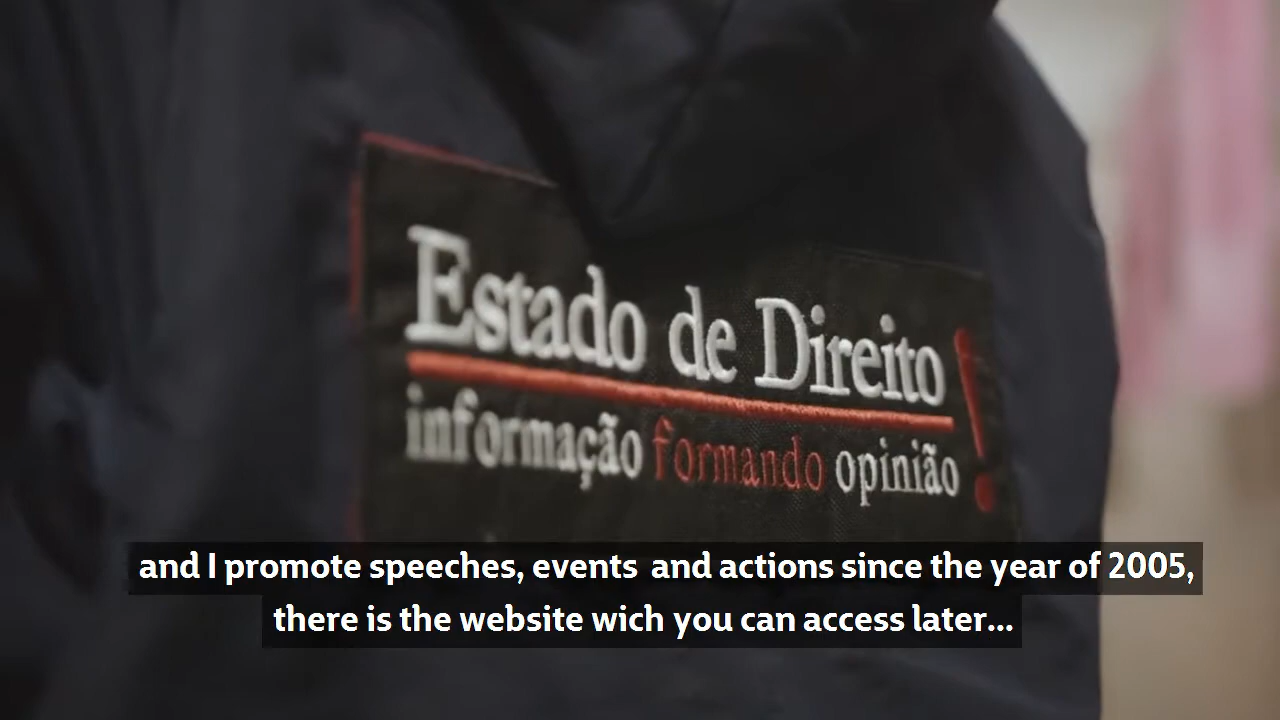 Estado de Direito!
informação formando opinião
and I promote speeches, events and actions since the year of 2005,
there is the website wich you can access later...